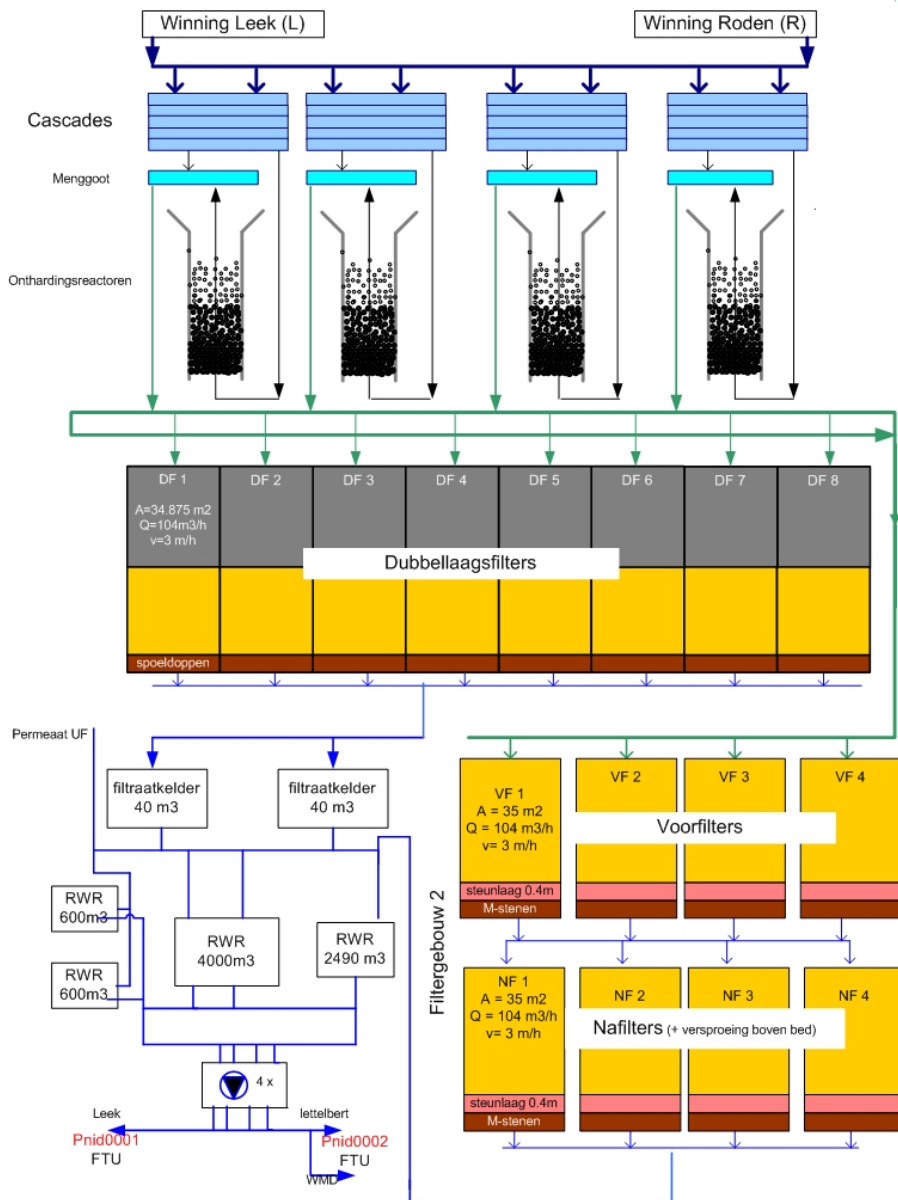 Winning Leek (L)
Winning Roden (R)
Cascades
Menggoot
Onthardingsreactoren
DF 1
DF 2
DF 3
DF 4
DF 5
DF 6
DF 7
DF 8
A=34.875 m2
Q=104m3/h
v=3 m/h
Dubbellaagsfilters
spoeldoppen
Permeaat UF
filtraatkelder
40 m3
filtraatkelder
40 m3
RWR
600m3
RWR
4000m3
RWR
2490 m3
RWR
600m3
4 x
Leek
lettelbert
Pnid0001
Pnid0002
FTU
FTU
WMD
Filtergebouw 2
VF 1
A = 35 m2
Q = 104 m3/h
v= 3 m/h
VF 2
VF 3
VF 4
Voorfilters
steunlaag 0.4m
M-stenen
NF 1
A = 35 m2
Q = 104 m3/h
v= 3 m/h
NF 2
NF 3
NF 4
Nafilters (+ versproeing boven bed)
steunlaag 0.4m
M-stenen